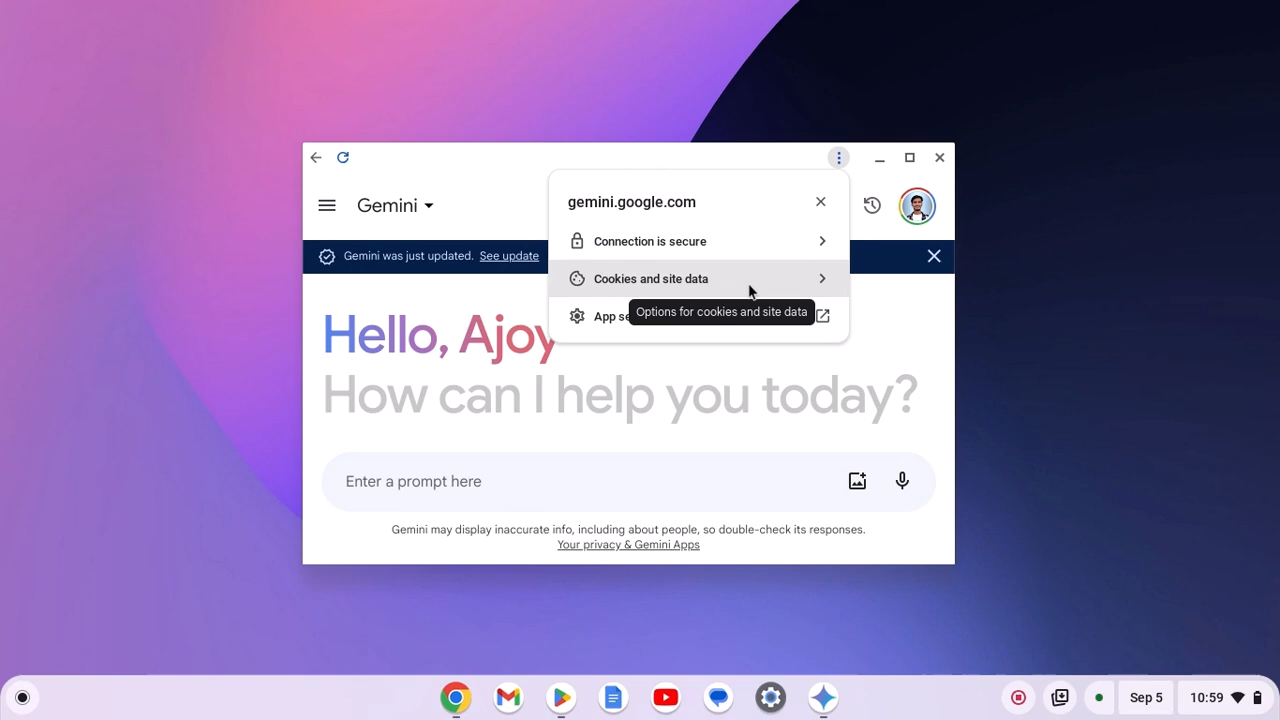 gemini.google.com
Gemini
Connection is secure
Gemini was just updated. See update
Cookies and site data
Options for cookies and site data
App se
Hello, Ajoy
How can I help you today?
Enter a prompt here
Gemini may display inaccurate info, including about people, so double-check its responses.
Your privacy & Gemini Apps
Sep 5
10:59